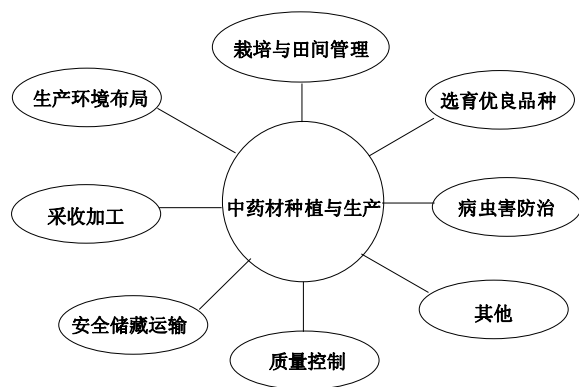 栽培与田间管理
生产环境布局
选育优良品种
中药材种植与生产
采收加工
病虫害防治
安全储藏运输
其他
质量控制